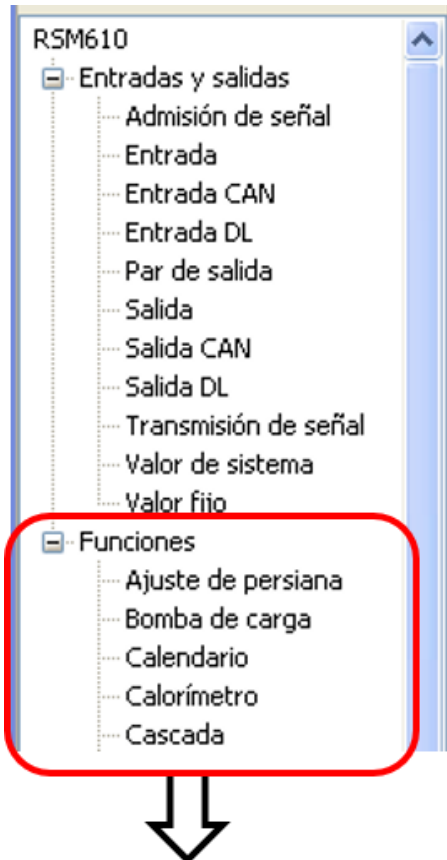 RSM610
Entradas y salidas
Admisión de señal
Entrada
Entrada CAN
Entrada DL
Par de salida
Salida
Salida CAN
Salida DL
Transmisión de señal
Valor de sistema
Valor fijo
Funciones
Ajuste de persiana
Bomba de carga
Calendario
Calorímetro
Cascada